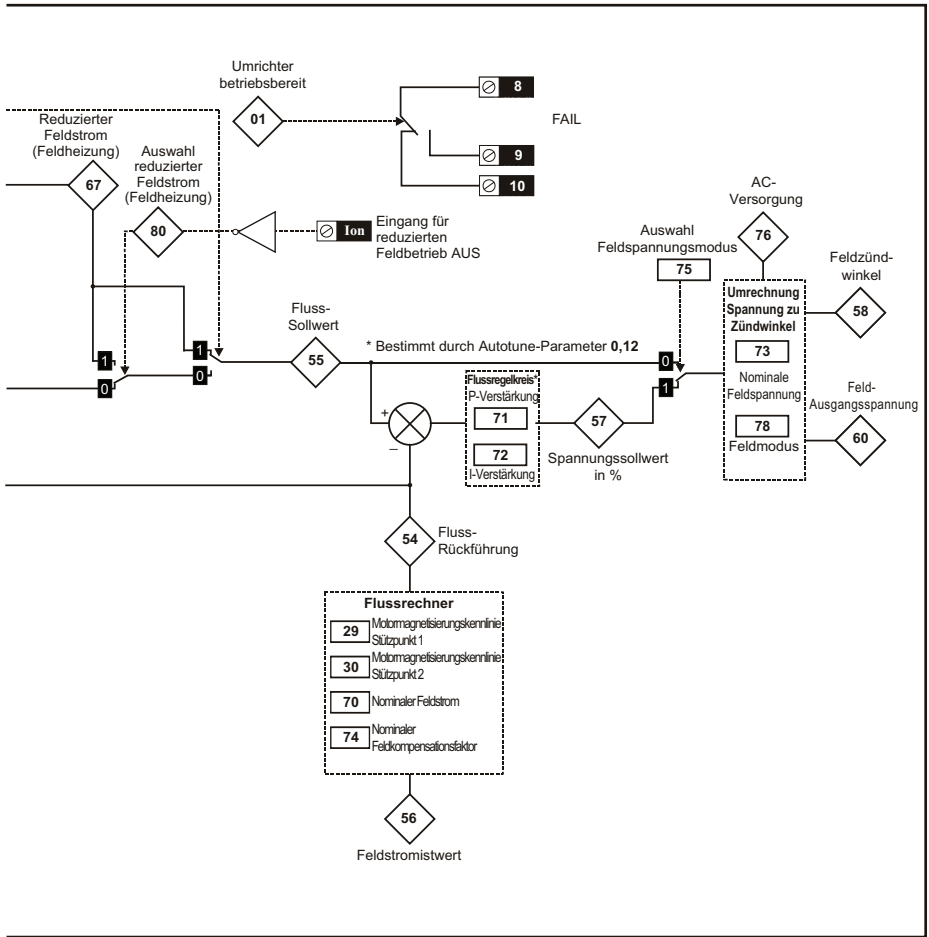 Umrichter
betriebsbereit
01
8
FAIL
9
10
Reduzierter
Feldstrom
(Feldheizung)
67
Auswahl
reduzierter
Feldstrom
(Feldheizung)
80
Ion
Eingang für
reduzierten
Feldbetrieb AUS
1
0
1
0
Fluss-
Sollwert
55
* Bestimmt durch Autotune-Parameter 0,12
+
–
Flussregelkreis*
P-Verstärkung
71
72
I-Verstärkung
57
Spannungssollwert
in %
Auswahl
Feldspannungsmodus
75
0
1
AC-
Versorgung
76
Umrechnung
Spannung zu
Zündwinkel
73
Nominale
Feldspannung
78
Feldmodus
Feldzünd-
winkel
58
Feld-
Ausgangsspannung
60
54
Fluss-
Rückführung
Flussrechner
29
Motormagnetisierungskennlinie
Stützpunkt 1
30
Motormagnetisierungskennlinie
Stützpunkt 2
70
Nominaler Feldstrom
74
Nominaler
Feldkompensationsfaktor
56
Feldstromistwert